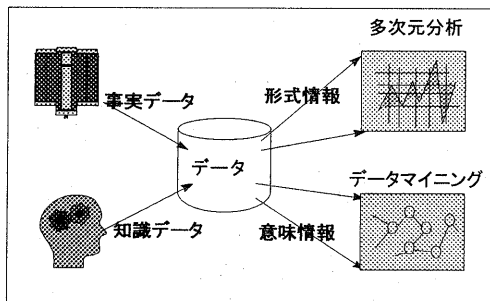 多次元分析
事実データ
形式情報
データ
データマイニング
知識データ
意味情報